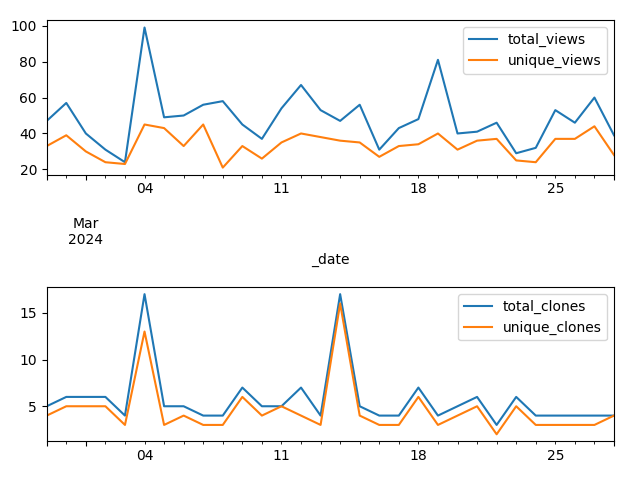 100
80
60
40
20
total_views
unique_views
04
11
18
25
Mar
2024
_date
15
10
5
total_clones
unique_clones
04
11
18
25